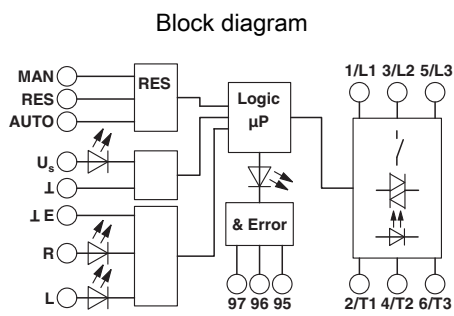 Block diagram
1/L1 3/L2 5/L3
MAN
RES
AUTO
RES
Logic
µP
Us
⊥
⊥ E
R
L
& Error
97 96 95
2/T1 4/T2 6/T3